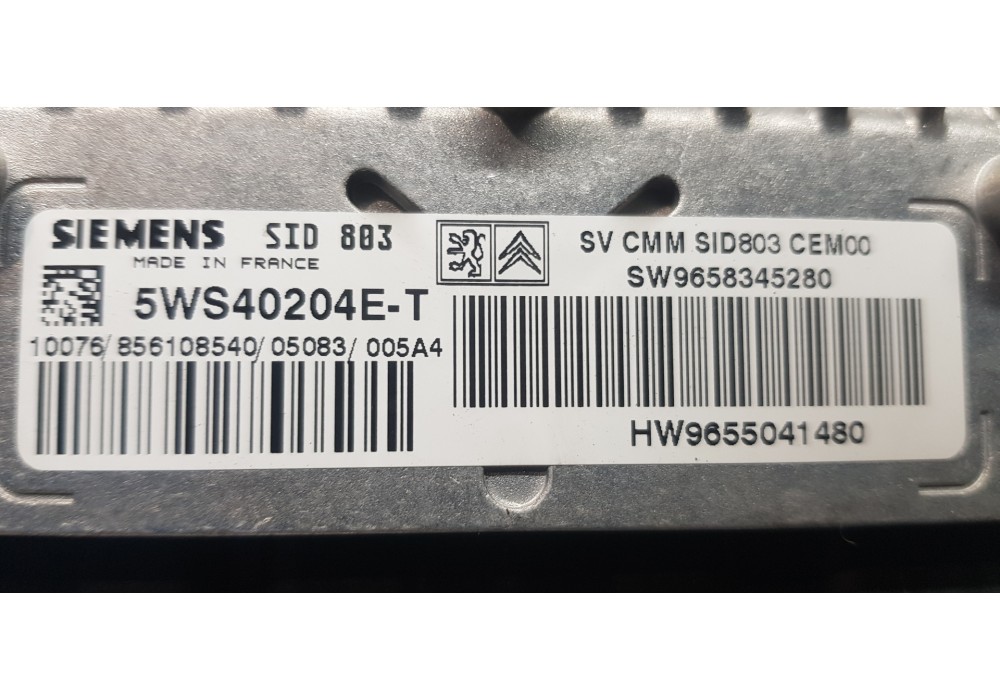 SIEMENS SID 803
MADE IN FRANCE
5WS40204E-T
10076/856108540/05083/005A4
SV CMM SID803 CEM00
SW9658345280
HW9655041480